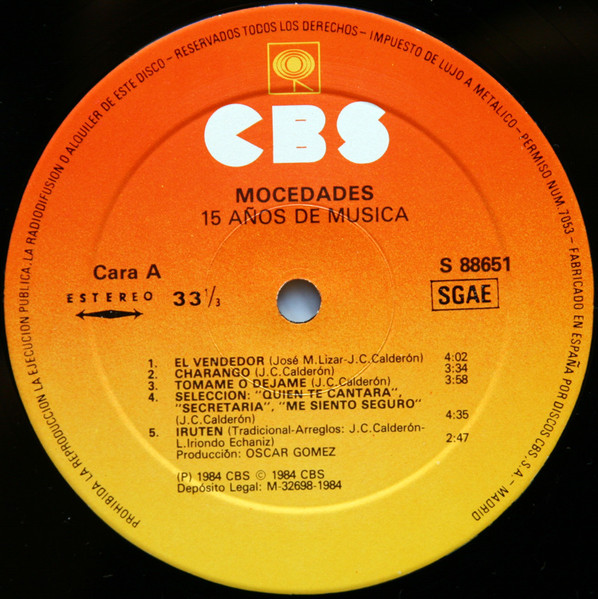 PROHIBIDA LA REPRODUCCION LA EJECUCION PUBLICA. LA RADIODIFUSION O ALQUILER DE ESTE DISCO - RESERVADOS TODOS LOS DERECHOS - IMPUESTO DE LUJO A METALICO - PERMISO NUM. 7053 - FABRICADO EN ESPAÑA POR DISCOS CBS, S.A. - MADRID
CBS
MOCEDADES
15 AÑOS DE MUSICA
Cara A
S 88651
ESTEREO 33 1/3
SGAE
1. EL VENDEDOR (José M.Lizar-J.C.Calderón) 4:02
2. CHARANGO (J.C.Calderón) 3:34
3. TOMAME O DEJAME (J.C.Calderón) 3:58
4. SELECCION: "QUIEN TE CANTARA",
"SECRETARIA", "ME SIENTO SEGURO"
(J.C.Calderón) 4:35
5. IRUTEN (Tradicional-Arreglos: J.C.Calderón-
L.Iriondo Echaniz) 2:47
Producción: OSCAR GOMEZ
(P) 1984 CBS © 1984 CBS
Depósito Legal: M-32698-1984